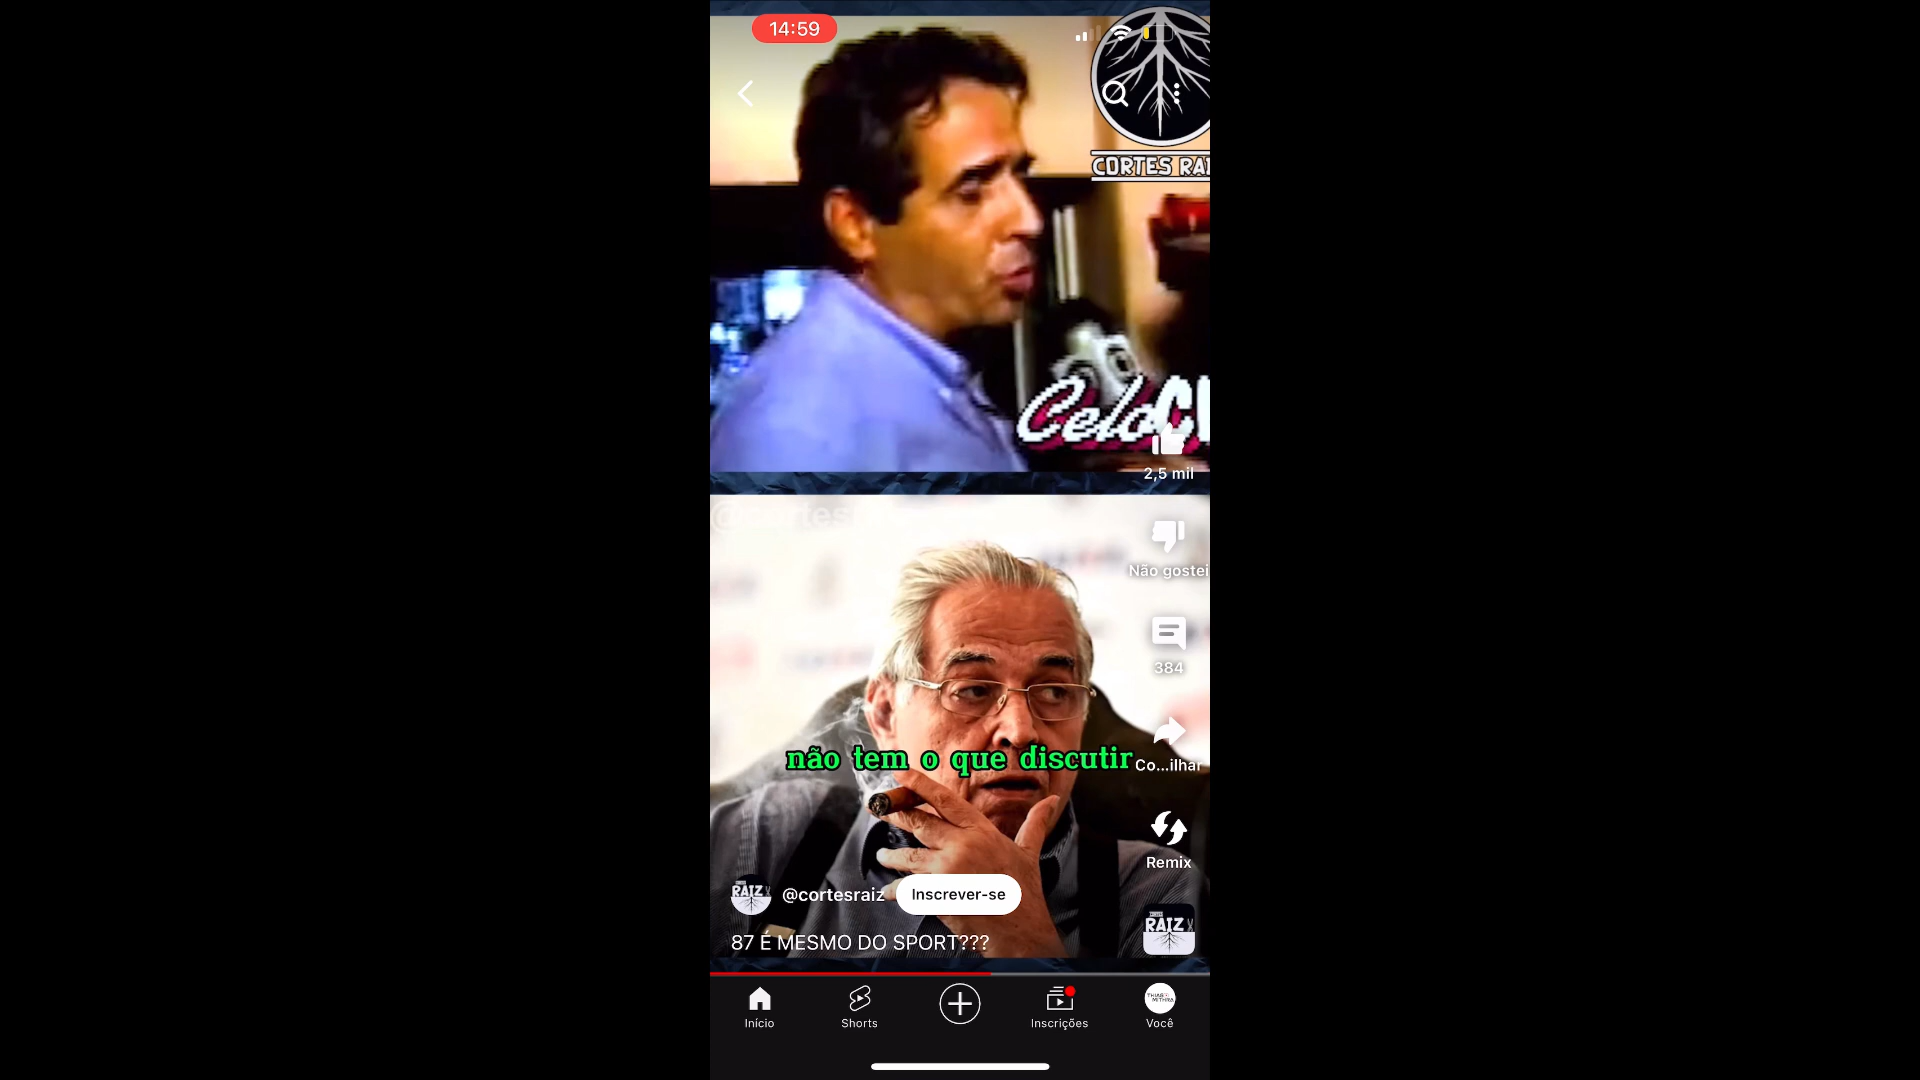 14:59
CORTES RAI
Celo
2,5 mil
Não gostei
384
não tem o que discutir
Co...ilhar
Remix
RAIZ
@cortesraiz
Inscrever-se
RAIZ
87 É MESMO DO SPORT???
Início
Shorts
Inscrições
Você